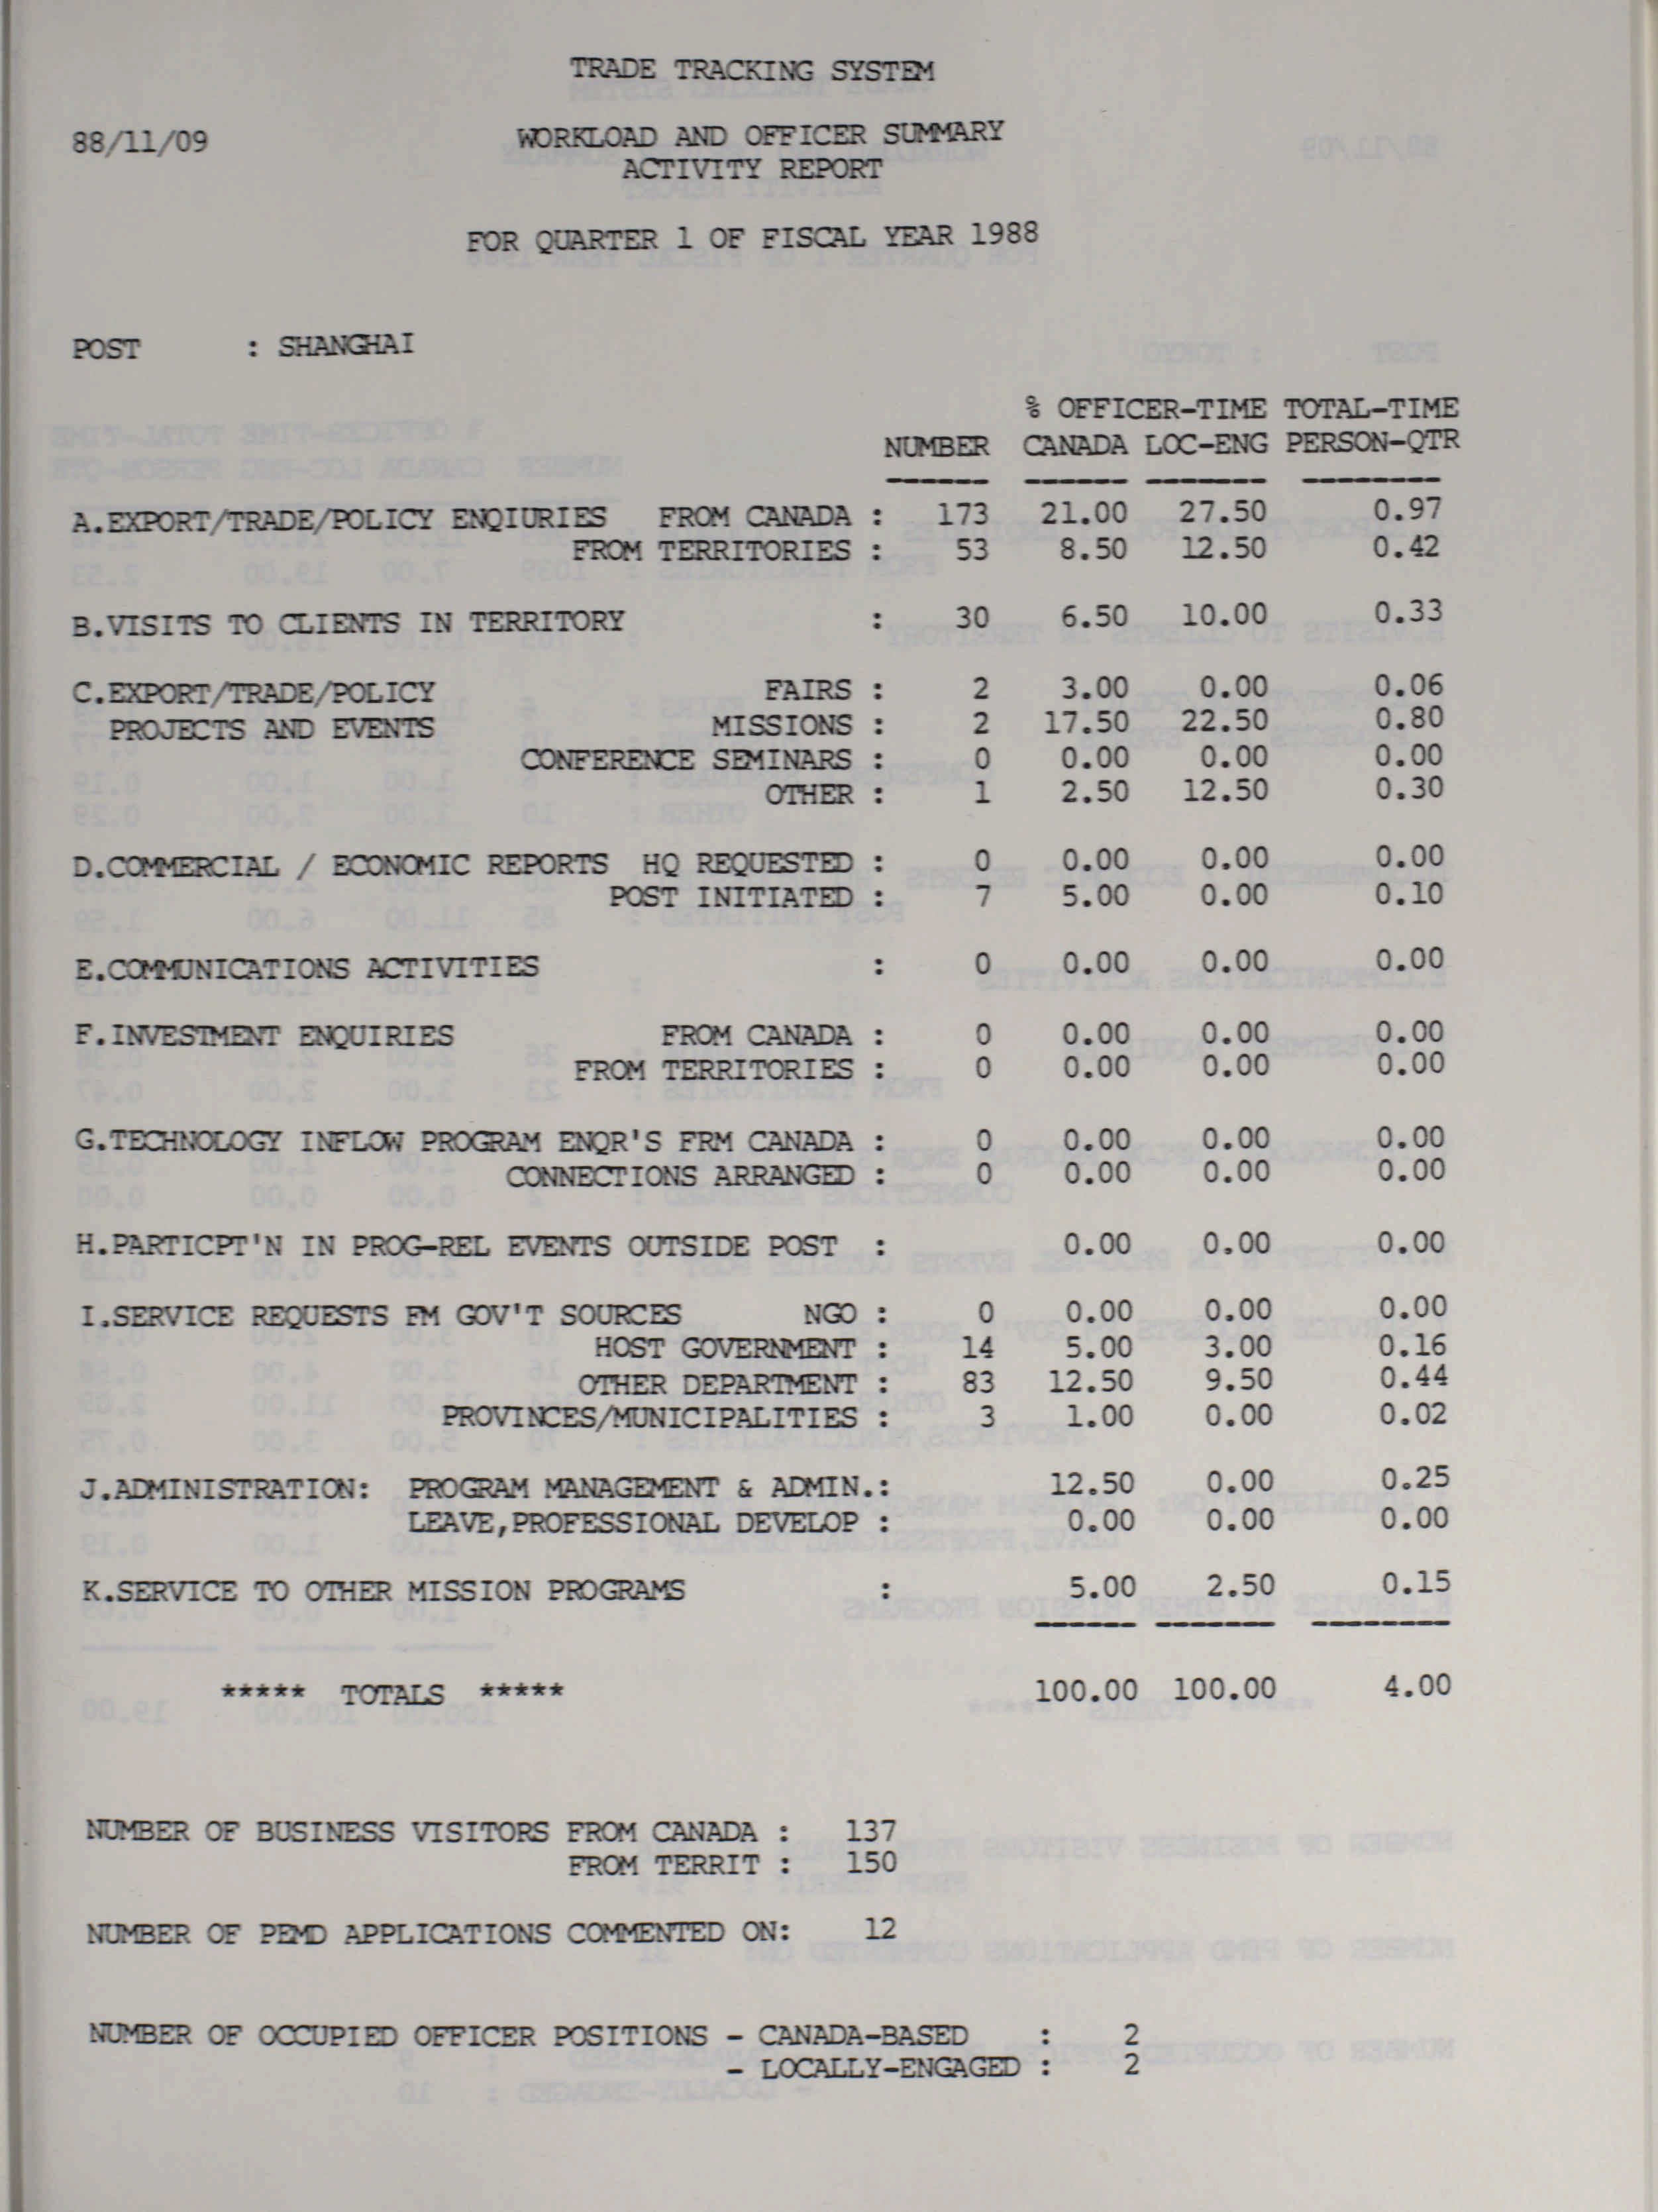 TRADE TRACKING SYSTEM
88/11/09 WORKLOAD AND OFFICER SUMMARY
ACTIVITY REPORT
FOR QUARTER 1 OF FISCAL YEAR 1988
POST : SHANGHAI
% OFFICER-TIME TOTAL-TIME
NUMBER CANADA LOC-ENG PERSON-QTR
A.EXPORT/TRADE/POLICY ENQIURIES FROM CANADA : 173 21.00 27.50 0.97
FROM TERRITORIES : 53 8.50 12.50 0.42
B.VISITS TO CLIENTS IN TERRITORY : 30 6.50 10.00 0.33
C.EXPORT/TRADE/POLICY FAIRS : 2 3.00 0.00 0.06
PROJECTS AND EVENTS MISSIONS : 2 17.50 22.50 0.80
CONFERENCE SEMINARS : 0 0.00 0.00 0.00
OTHER : 1 2.50 12.50 0.30
D.COMMERCIAL / ECONOMIC REPORTS HQ REQUESTED : 0 0.00 0.00 0.00
POST INITIATED : 7 5.00 0.00 0.10
E.COMMUNICATIONS ACTIVITIES : 0 0.00 0.00 0.00
F.INVESTMENT ENQUIRIES FROM CANADA : 0 0.00 0.00 0.00
FROM TERRITORIES : 0 0.00 0.00 0.00
G.TECHNOLOGY INFLOW PROGRAM ENQR'S FRM CANADA : 0 0.00 0.00 0.00
CONNECTIONS ARRANGED : 0 0.00 0.00 0.00
H.PARTICPT'N IN PROG-REL EVENTS OUTSIDE POST : 0.00 0.00 0.00
I.SERVICE REQUESTS FM GOV'T SOURCES NGO : 0 0.00 0.00 0.00
HOST GOVERNMENT : 14 5.00 3.00 0.16
OTHER DEPARTMENT : 83 12.50 9.50 0.44
PROVINCES/MUNICIPALITIES : 3 1.00 0.00 0.02
J.ADMINISTRATION: PROGRAM MANAGEMENT & ADMIN.: 12.50 0.00 0.25
LEAVE,PROFESSIONAL DEVELOP : 0.00 0.00 0.00
K.SERVICE TO OTHER MISSION PROGRAMS : 5.00 2.50 0.15
***** TOTALS ***** 100.00 100.00 4.00
NUMBER OF BUSINESS VISITORS FROM CANADA : 137
FROM TERRIT : 150
NUMBER OF PEMD APPLICATIONS COMMENTED ON: 12
NUMBER OF OCCUPIED OFFICER POSITIONS - CANADA-BASED : 2
- LOCALLY-ENGAGED : 2